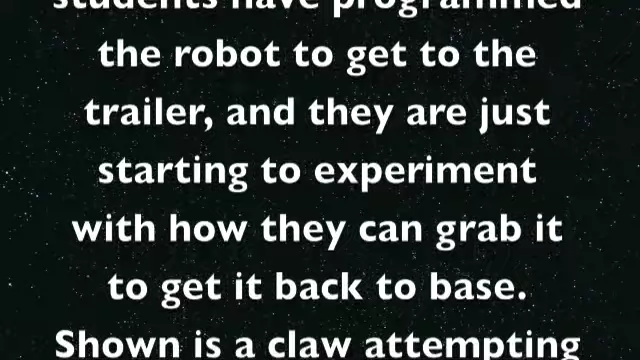 students have programmed
the robot to get to the
trailer, and they are just
starting to experiment
with how they can grab it
to get it back to base.
Shown is a claw attempting